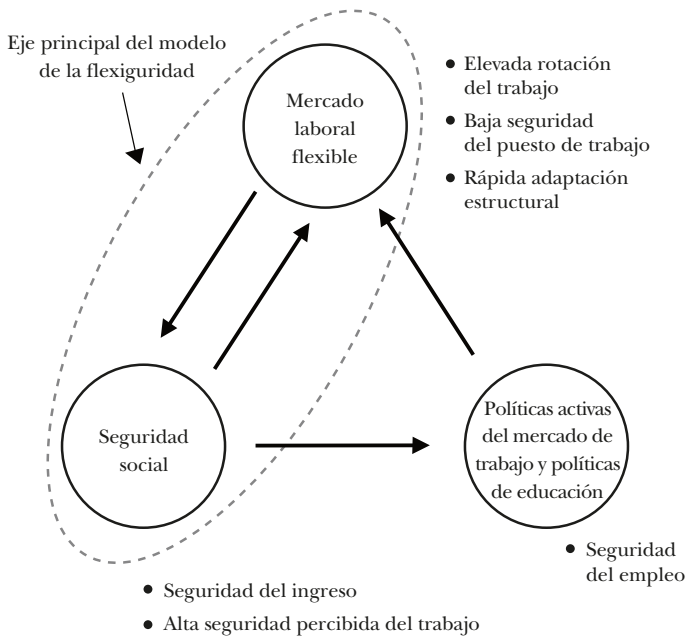 Eje principal del modelo
de la flexiguridad
Mercado
laboral
flexible
• Elevada rotación
del trabajo
• Baja seguridad
del puesto de trabajo
• Rápida adaptación
estructural
Seguridad
social
Políticas activas
del mercado de
trabajo y políticas
de educación
• Seguridad
del empleo
• Seguridad del ingreso
• Alta seguridad percibida del trabajo